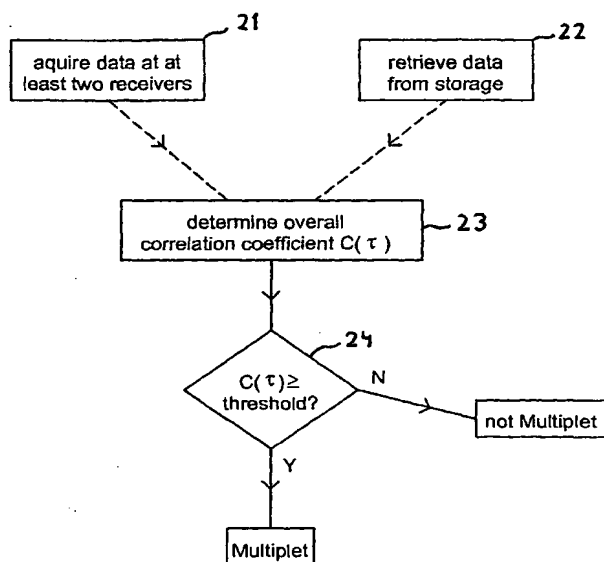 21
aquire data at at
least two receivers
22
retrieve data
from storage
determine overall
correlation coefficient C(τ)
23
24
C(τ)≥
threshold?
N
not Multiplet
Y
Multiplet